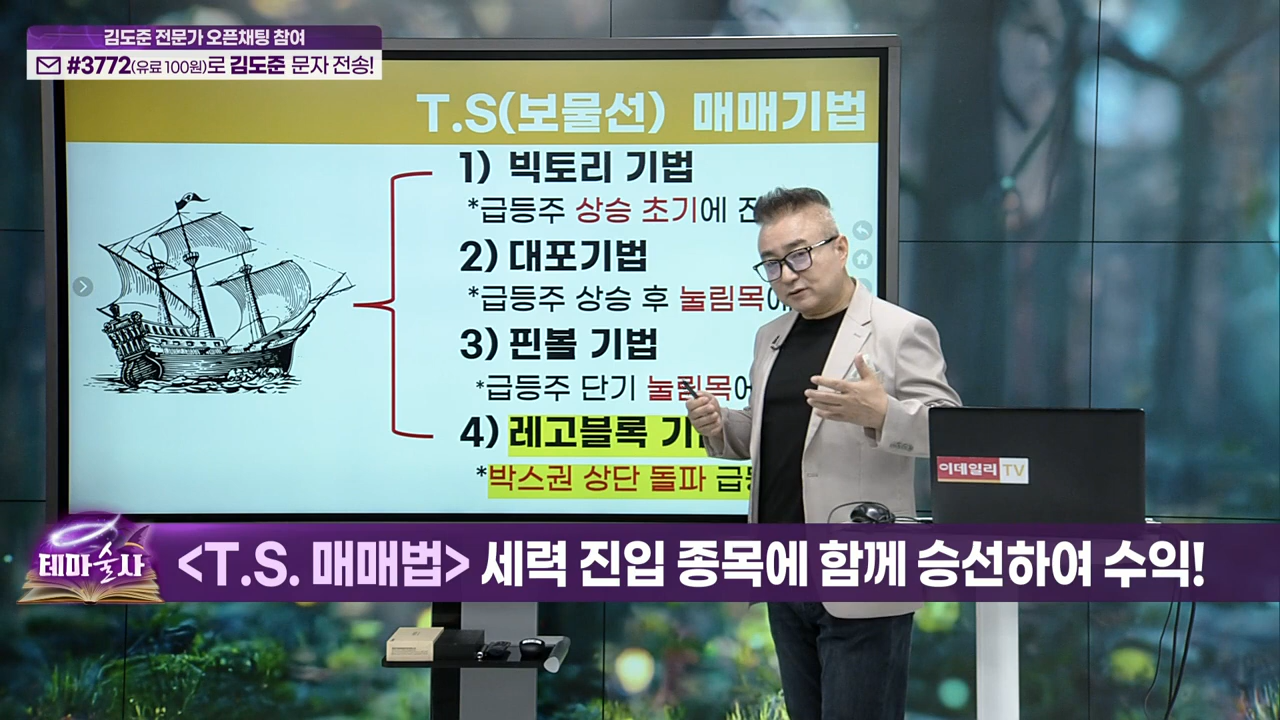 김도준 전문가 오픈채팅 참여
#3772(유료 100원)로 김도준 문자 전송!
T.S(보물선) 매매기법
1) 빅토리 기법
*급등주 상승 초기에
2) 대포기법
*급등주 상승 후 눌림목에
3) 핀볼 기법
*급등주 단기 눌림목에
4) 레고블록
*박스권 상단 돌파
이데일리 TV
테마술사
<T.S. 매매법> 세력 진입 종목에 함께 승선하여 수익!